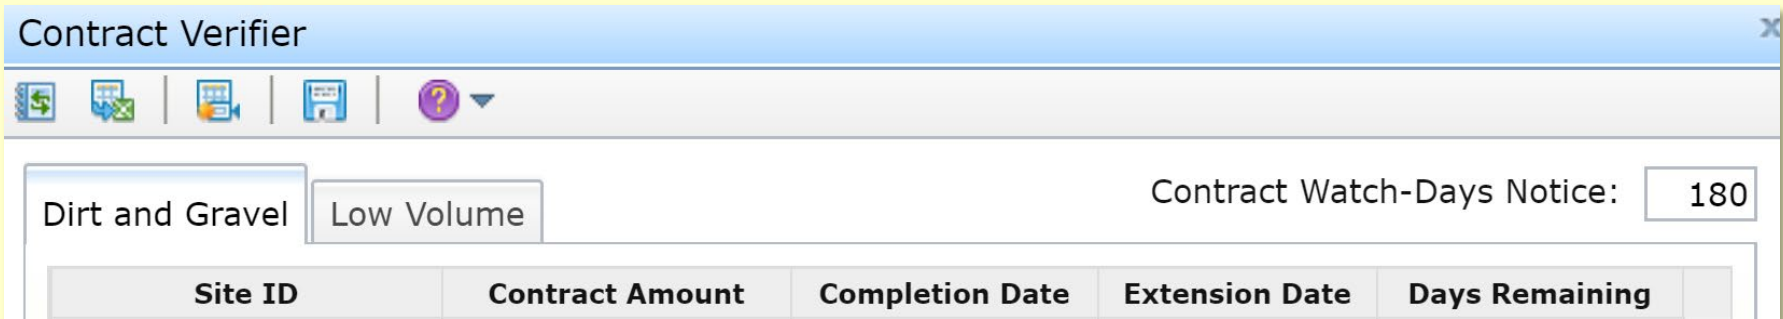 Contract Verifier
Contract Watch-Days Notice: 180
Dirt and Gravel Low Volume
Site ID Contract Amount Completion Date Extension Date Days Remaining